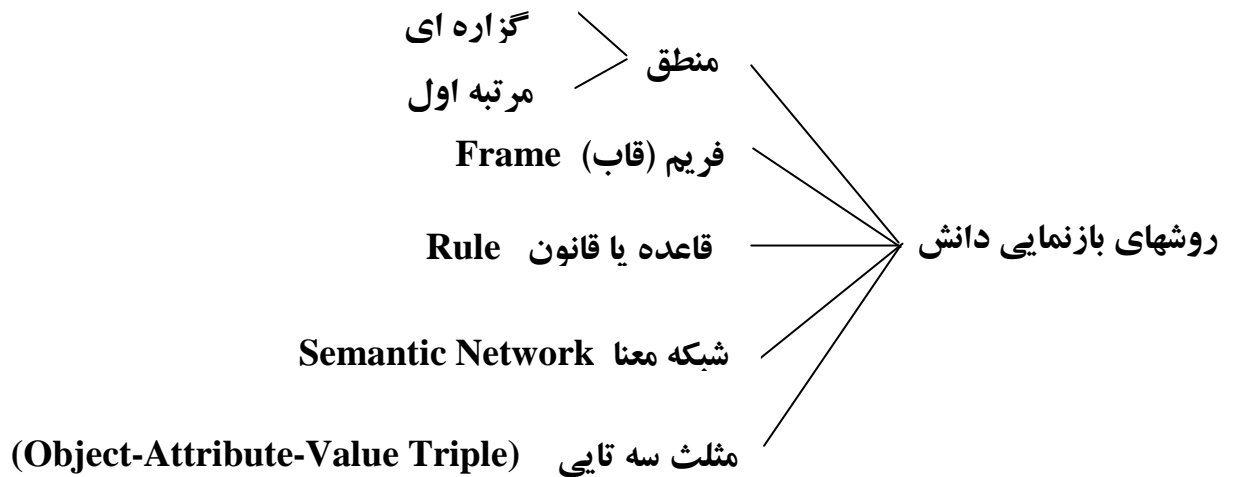 روشهای بازنمایی دانش
منطق
گزاره ای
مرتبه اول
فریم (قاب) Frame
قاعده یا قانون Rule
شبکه معنا Semantic Network
مثلث سه تایی (Object-Attribute-Value Triple)